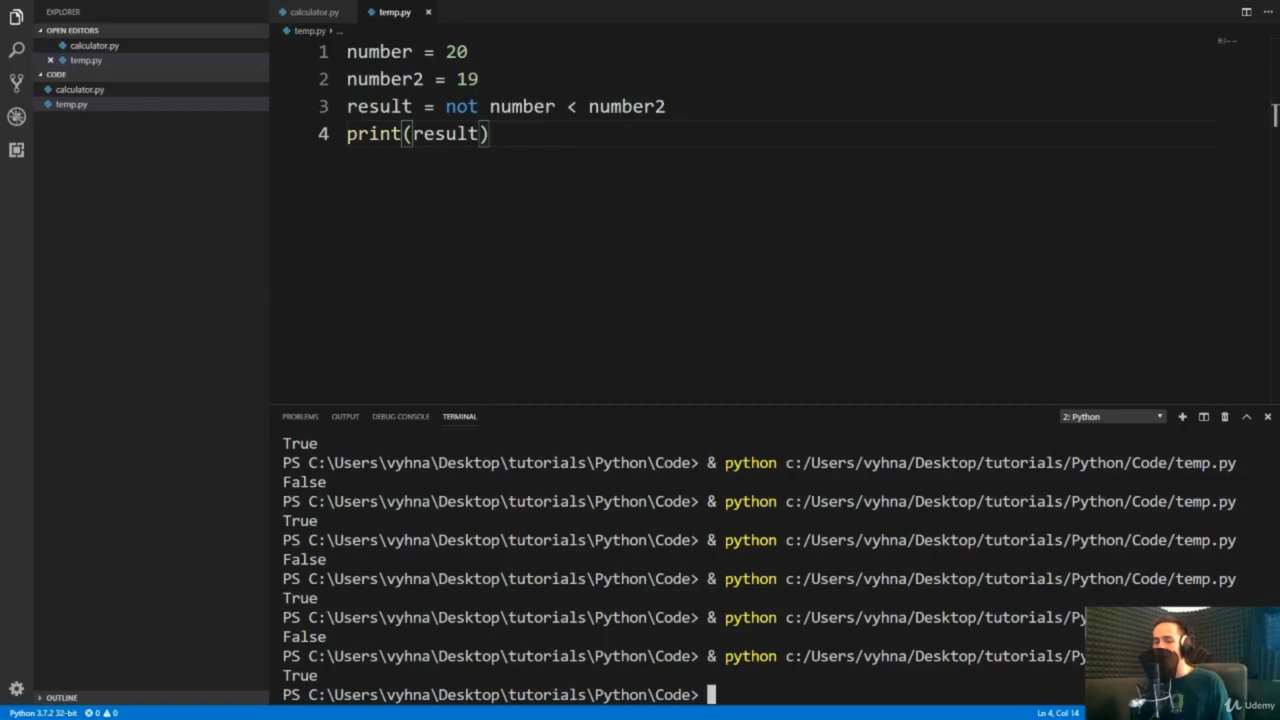 EXPLORER
OPEN EDITORS
calculator.py
temp.py
CODE
calculator.py
temp.py
OUTLINE
calculator.py
temp.py
temp.py › ...
1 number = 20
2 number2 = 19
3 result = not number < number2
4 print(result)
PROBLEMS OUTPUT DEBUG CONSOLE TERMINAL 2: Python
True
PS C:\Users\vyhna\Desktop\tutorials\Python\Code> & python c:/Users/vyhna/Desktop/tutorials/Python/Code/temp.py
False
PS C:\Users\vyhna\Desktop\tutorials\Python\Code> & python c:/Users/vyhna/Desktop/tutorials/Python/Code/temp.py
True
PS C:\Users\vyhna\Desktop\tutorials\Python\Code> & python c:/Users/vyhna/Desktop/tutorials/Python/Code/temp.py
False
PS C:\Users\vyhna\Desktop\tutorials\Python\Code> & python c:/Users/vyhna/Desktop/tutorials/Python/Code/temp.py
True
PS C:\Users\vyhna\Desktop\tutorials\Python\Code> & python c:/Users/vyhna/Desktop/tutorials/Py
False
PS C:\Users\vyhna\Desktop\tutorials\Python\Code> & python c:/Users/vyhna/Desktop/tutorials/Py
True
PS C:\Users\vyhna\Desktop\tutorials\Python\Code>
Udemy
Python 3.7.2 32-bit 0 0 Ln 4, Col 14